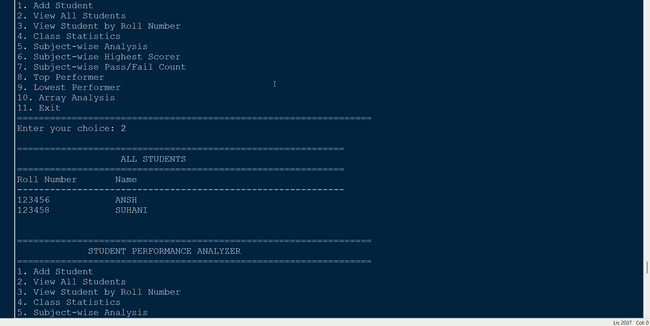 1. Add Student
2. View All Students
3. View Student by Roll Number
4. Class Statistics
5. Subject-wise Analysis
6. Subject-wise Highest Scorer
7. Subject-wise Pass/Fail Count
8. Top Performer
9. Lowest Performer
10. Array Analysis
11. Exit
=================================================================
Enter your choice: 2
============================================================
ALL STUDENTS
============================================================
Roll Number       Name
------------------------------------------------------------
123456            ANSH
123458            SUHANI
=================================================================
STUDENT PERFORMANCE ANALYZER
=================================================================
1. Add Student
2. View All Students
3. View Student by Roll Number
4. Class Statistics
5. Subject-wise Analysis
Ln: 2037 Col: 0